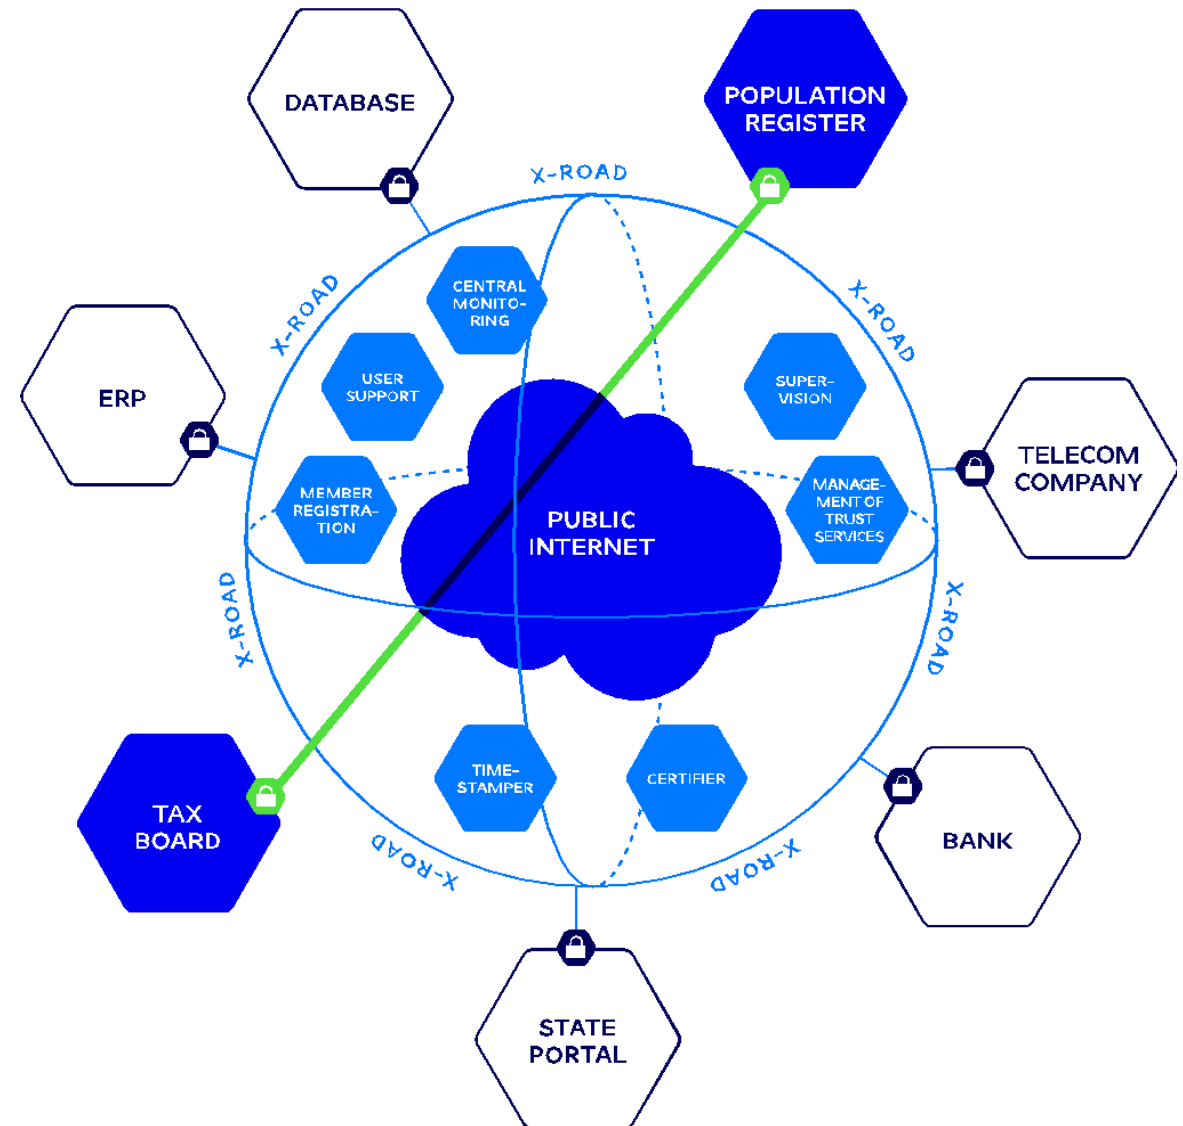 DATABASE
POPULATION
REGISTER
X-ROAD
X-ROAD
X-ROAD
CENTRAL
MONITO-
RING
USER
SUPPORT
SUPER-
VISION
ERP
TELECOM
COMPANY
MEMBER
REGISTRA-
TION
MANAGE-
MENT OF
TRUST
SERVICES
PUBLIC
INTERNET
X-ROAD
X-ROAD
TIME-
STAMPER
CERTIFIER
TAX
BOARD
BANK
X-ROAD
X-ROAD
STATE
PORTAL